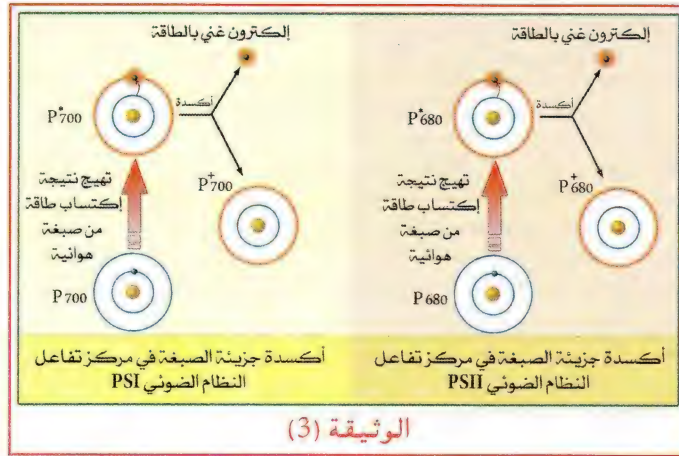 إلكترون غني بالطاقة
أكسدة
P*680
P+680
تهيج نتيجة
إكتساب طاقة
من صبغة
هوائية
P 680
أكسدة جزيئة الصبغة في مركز تفاعل
النظام الضوئي PSII
إلكترون غني بالطاقة
أكسدة
P*700
P+700
تهيج نتيجة
إكتساب طاقة
من صبغة
هوائية
P 700
أكسدة جزيئة الصبغة في مركز تفاعل
النظام الضوئي PSI
الوثيقة (3)